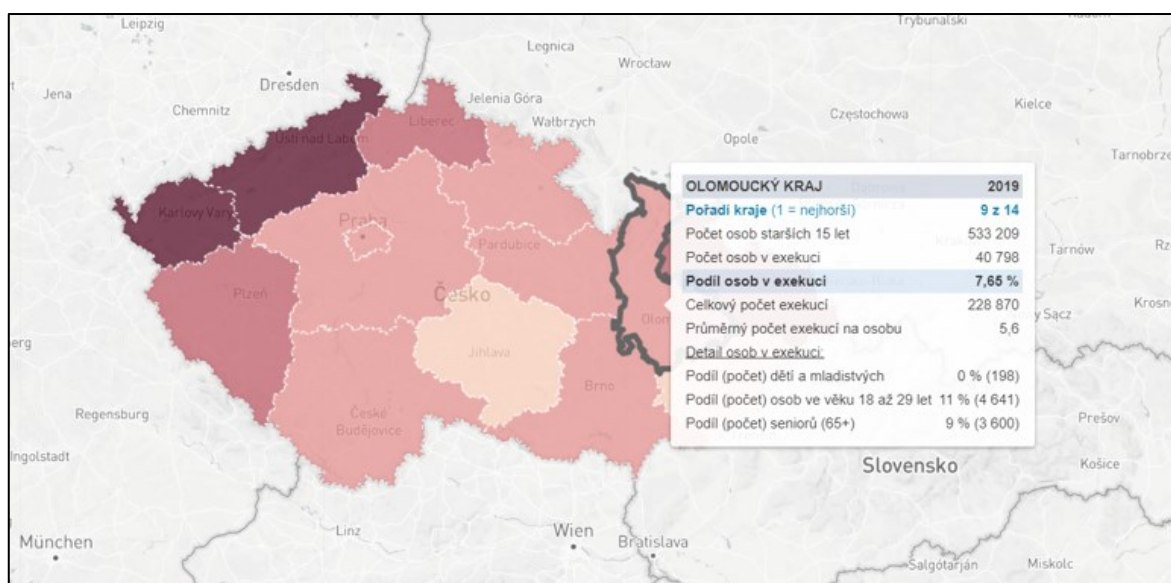 Leipzig
Trybunalski
Legnica
Wrocław
Dresden
Jena
Chemnitz
Jelenia Góra
Wałbrzych
Częstochowa
Kielce
Liberec
Ústí nad Labem
Opole
Tarnobrze
Karlovy Vary
Praha
Pardubice
Plzeň
Česko
Jihlava
Brno
Olom
České
Budějovice
OLOMOUCKÝ KRAJ 2019
Pořadí kraje (1 = nejhorší) 9 z 14
Počet osob starších 15 let 533 209
Počet osob v exekuci 40 798
Podíl osob v exekuci 7,65 %
Celkový počet exekucí 228 870
Průměrný počet exekucí na osobu 5,6
Detail osob v exekuci:
Podíl (počet) dětí a mladistvých 0 % (198)
Podíl (počet) osob ve věku 18 až 29 let 11 % (4 641)
Podíl (počet) seniorů (65+) 9 % (3 600)
Tarnów
Rz
Krosno
Nowy Sącz
berg
Regensburg
Prešov
Ingolstadt
Slovensko
Košice
München
Linz
Wien
Bratislava
Salgótarján
Miskolc